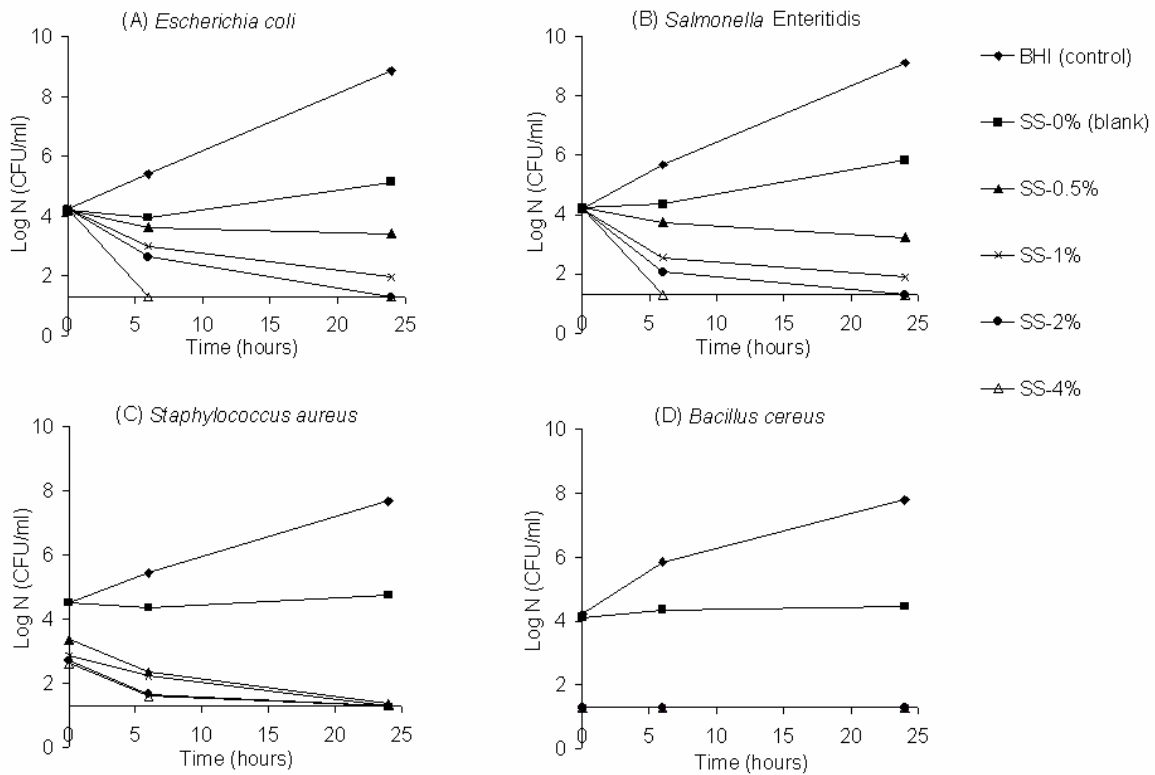 (A) Escherichia coli
10
8
6
4
2
0
Log N (CFU/ml)
0 5 10 15 20 25
Time (hours)
(B) Salmonella Enteritidis
10
8
6
4
2
0
Log N (CFU/ml)
0 5 10 15 20 25
Time (hours)
BHI (control)
SS-0% (blank)
SS-0.5%
SS-1%
SS-2%
SS-4%
(C) Staphylococcus aureus
10
8
6
4
2
0
Log N (CFU/ml)
0 5 10 15 20 25
Time (hours)
(D) Bacillus cereus
10
8
6
4
2
0
Log N (CFU/ml)
0 5 10 15 20 25
Time (hours)